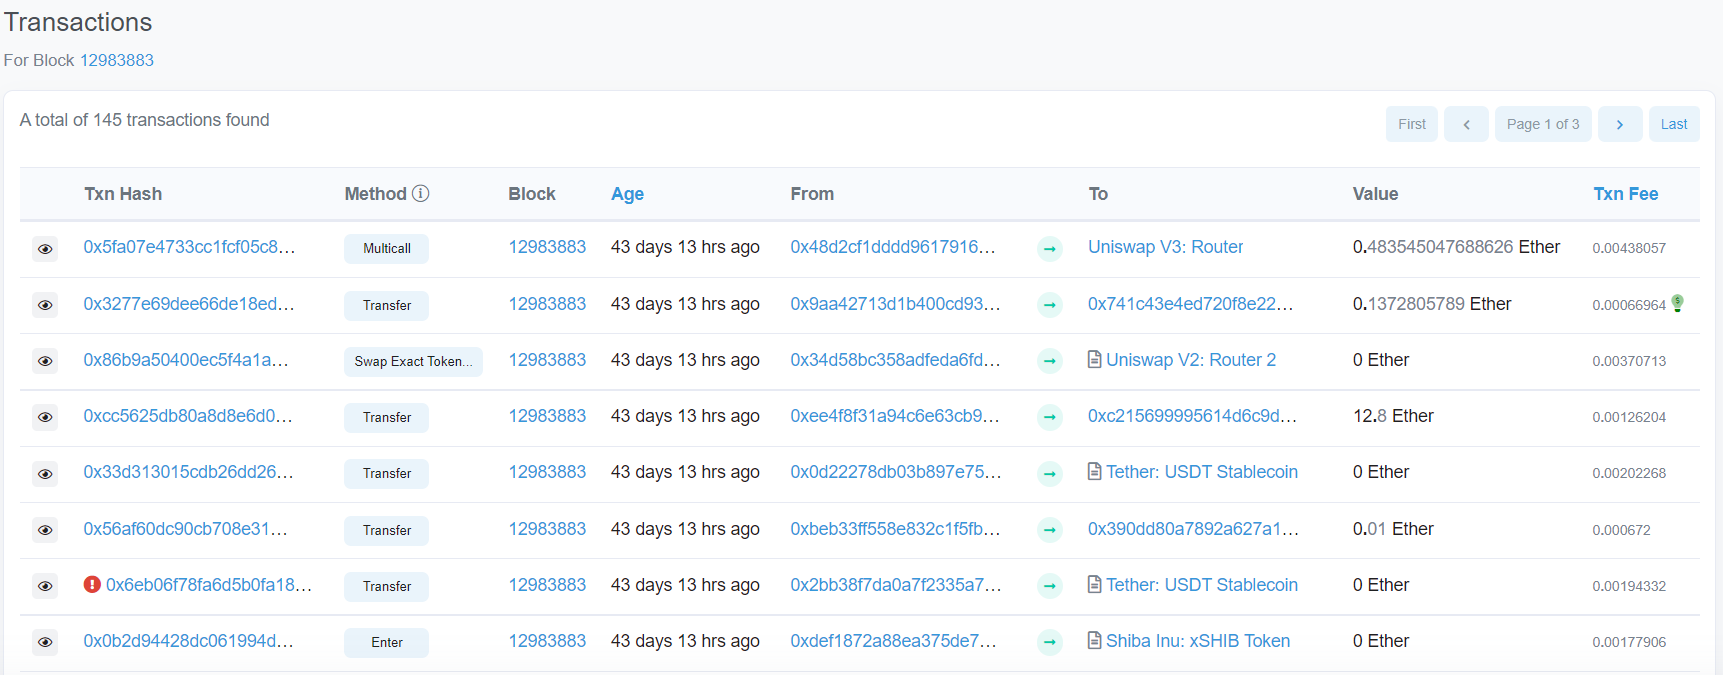 Transactions
For Block 12983883
A total of 145 transactions found
First Page 1 of 3 Last
Txn Hash Method Block Age From To Value Txn Fee
0x5fa07e4733cc1fcf05c8... Multicall 12983883 43 days 13 hrs ago 0x48d2cf1dddd9617916... Uniswap V3: Router 0.483545047688626 Ether 0.00438057
0x3277e69dee66de18ed... Transfer 12983883 43 days 13 hrs ago 0x9aa42713d1b400cd93... 0x741c43e4ed720f8e22... 0.1372805789 Ether 0.00066964
0x86b9a50400ec5f4a1a... Swap Exact Token... 12983883 43 days 13 hrs ago 0x34d58bc358adfeda6fd... Uniswap V2: Router 2 0 Ether 0.00370713
0xcc5625db80a8d8e6d0... Transfer 12983883 43 days 13 hrs ago 0xee4f8f31a94c6e63cb9... 0xc215699995614d6c9d... 12.8 Ether 0.00126204
0x33d313015cdb26dd26... Transfer 12983883 43 days 13 hrs ago 0x0d22278db03b897e75... Tether: USDT Stablecoin 0 Ether 0.00202268
0x56af60dc90cb708e31... Transfer 12983883 43 days 13 hrs ago 0xbeb33ff558e832c1f5fb... 0x390dd80a7892a627a1... 0.01 Ether 0.000672
0x6eb06f78fa6d5b0fa18... Transfer 12983883 43 days 13 hrs ago 0x2bb38f7da0a7f2335a7... Tether: USDT Stablecoin 0 Ether 0.00194332
0x0b2d94428dc061994d... Enter 12983883 43 days 13 hrs ago 0xdef1872a88ea375de7... Shiba Inu: xSHIB Token 0 Ether 0.00177906